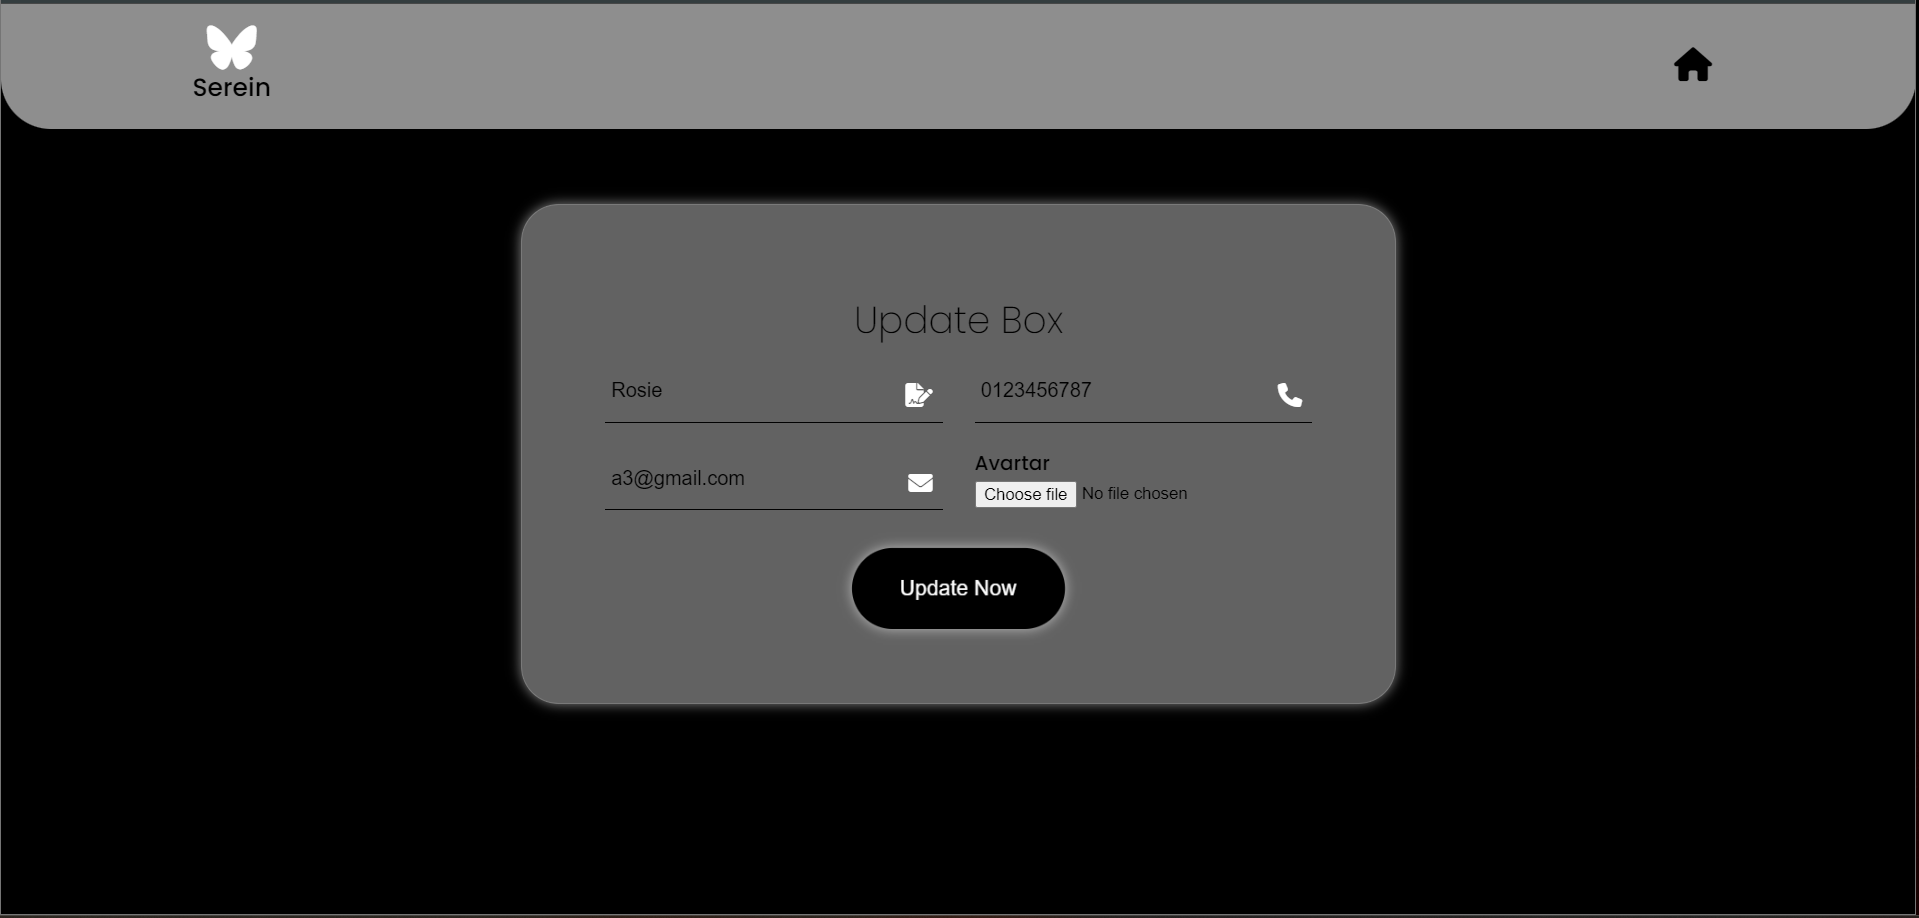 Serein
Update Box
Rosie
0123456787
a3@gmail.com
Avartar
Choose file No file chosen
Update Now